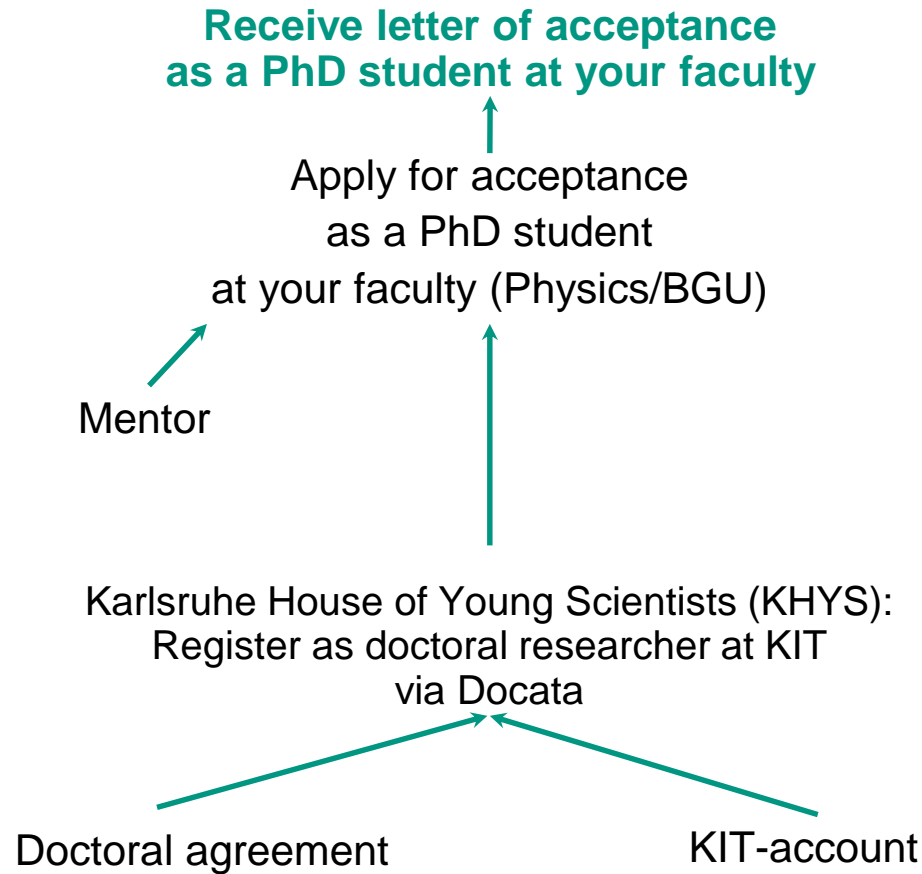 Receive letter of acceptance
as a PhD student at your faculty
Apply for acceptance
as a PhD student
at your faculty (Physics/BGU)
Mentor
Karlsruhe House of Young Scientists (KHYS):
Register as doctoral researcher at KIT
via Docata
Doctoral agreement
KIT-account